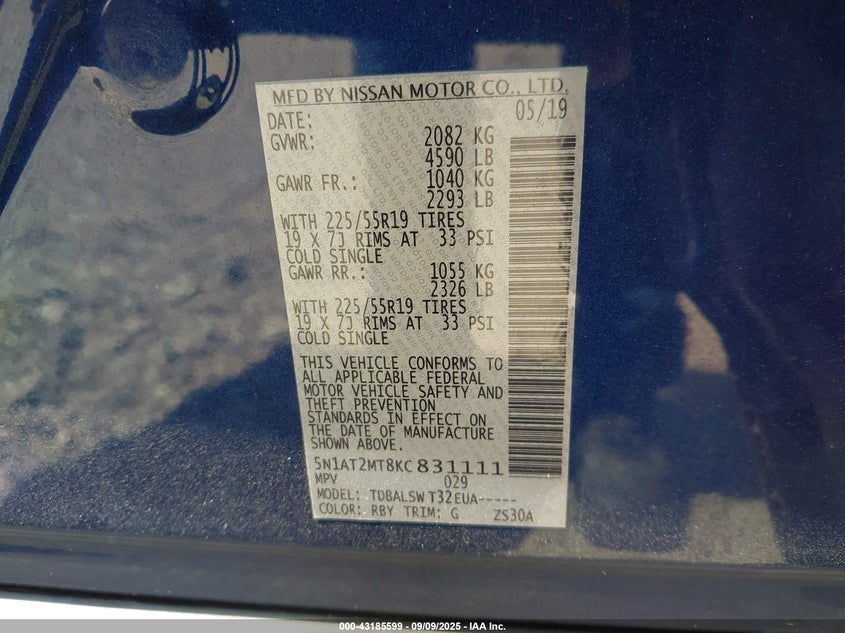 MFD BY NISSAN MOTOR CO., LTD.
DATE: 05/19
GVWR: 2082 KG
4590 LB
GAWR FR.: 1040 KG
2293 LB
WITH 225/55R19 TIRES
19 X 7J RIMS AT 33 PSI
COLD SINGLE
GAWR RR.: 1055 KG
2326 LB
WITH 225/55R19 TIRES
19 X 7J RIMS AT 33 PSI
COLD SINGLE
THIS VEHICLE CONFORMS TO
ALL APPLICABLE FEDERAL
MOTOR VEHICLE SAFETY AND
THEFT PREVENTION
STANDARDS IN EFFECT ON
THE DATE OF MANUFACTURE
SHOWN ABOVE.
5N1AT2MT8KC831111
MPV 029
MODEL: TDBALSW T32EUA-----
COLOR: RBY TRIM: G ZS30A
000-43185599 - 09/09/2025 - IAA Inc.